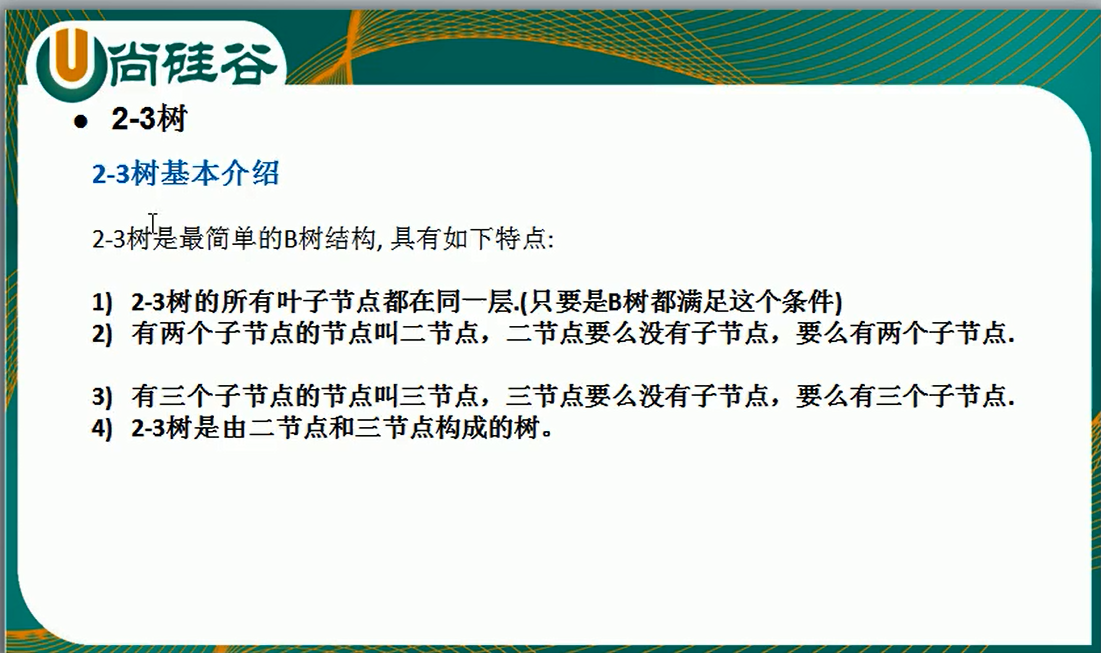 尚硅谷
● 2-3树
2-3树基本介绍
2-3树是最简单的B树结构, 具有如下特点:
1) 2-3树的所有叶子节点都在同一层.(只要是B树都满足这个条件)
2) 有两个子节点的节点叫二节点，二节点要么没有子节点，要么有两个子节点.
3) 有三个子节点的节点叫三节点，三节点要么没有子节点，要么有三个子节点.
4) 2-3树是由二节点和三节点构成的树。